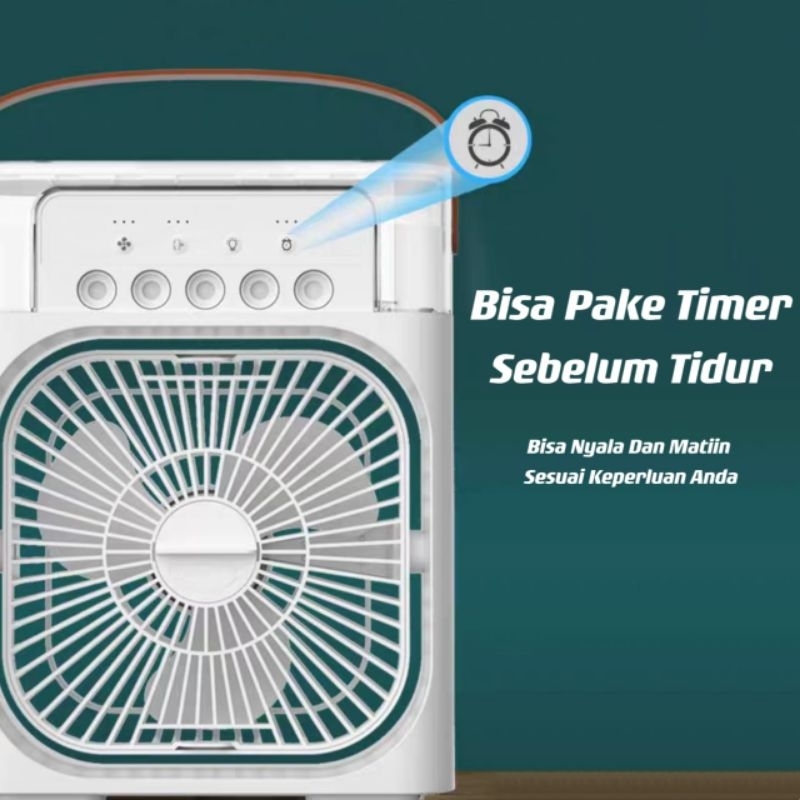 Bisa Pake Timer
Sebelum Tidur
Bisa Nyala Dan Matiin
Sesuai Keperluan Anda